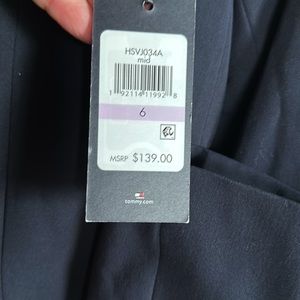 HSVJ034A
mid
1 92114 11992 8
6
MSRP $139.00
tommy.com